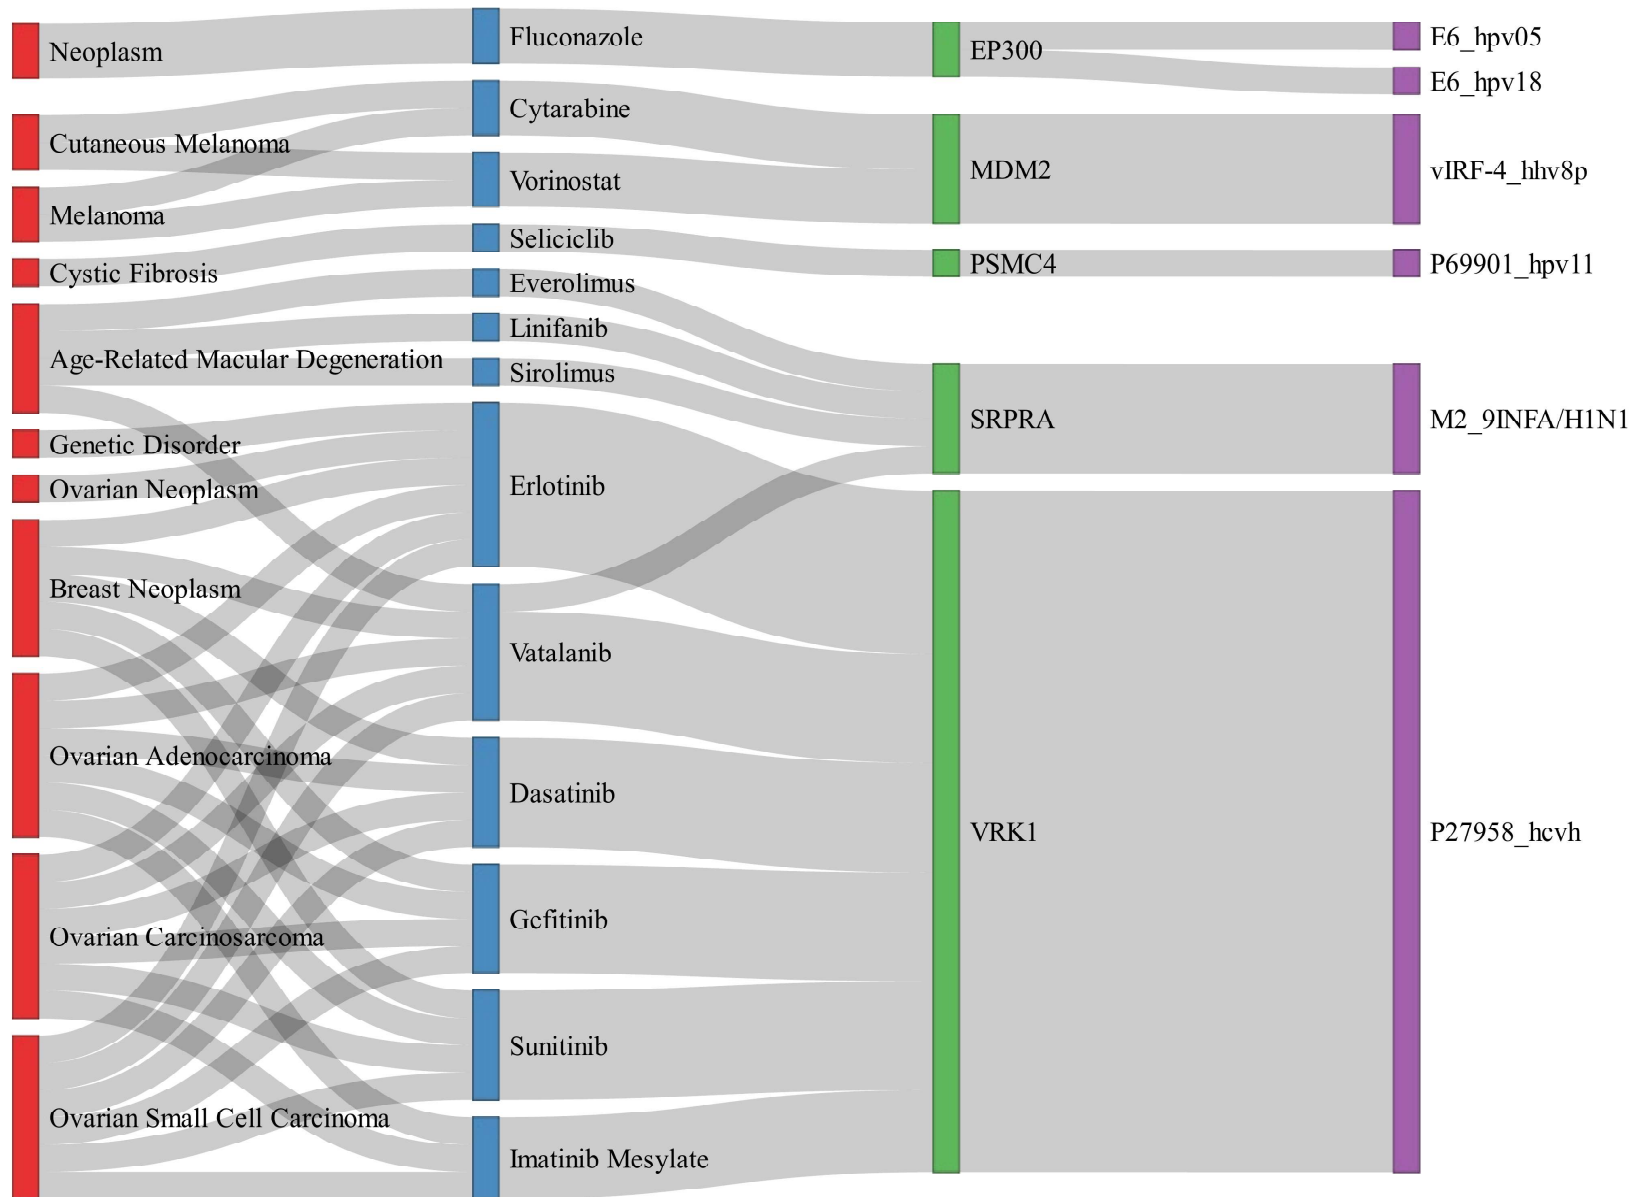 Neoplasm
Cutaneous Melanoma
Melanoma
Cystic Fibrosis
Age-Related Macular Degeneration
Genetic Disorder
Ovarian Neoplasm
Breast Neoplasm
Ovarian Adenocarcinoma
Ovarian Carcinosarcoma
Ovarian Small Cell Carcinoma
Fluconazole
Cytarabine
Vorinostat
Seliciclib
Everolimus
Linifanib
Sirolimus
Erlotinib
Vatalanib
Dasatinib
Gefitinib
Sunitinib
Imatinib Mesylate
EP300
MDM2
PSMC4
SRPRA
VRK1
E6_hpv05
E6_hpv18
vIRF-4_hhv8p
P69901_hpv11
M2_9INFA/H1N1
P27958_hcvh